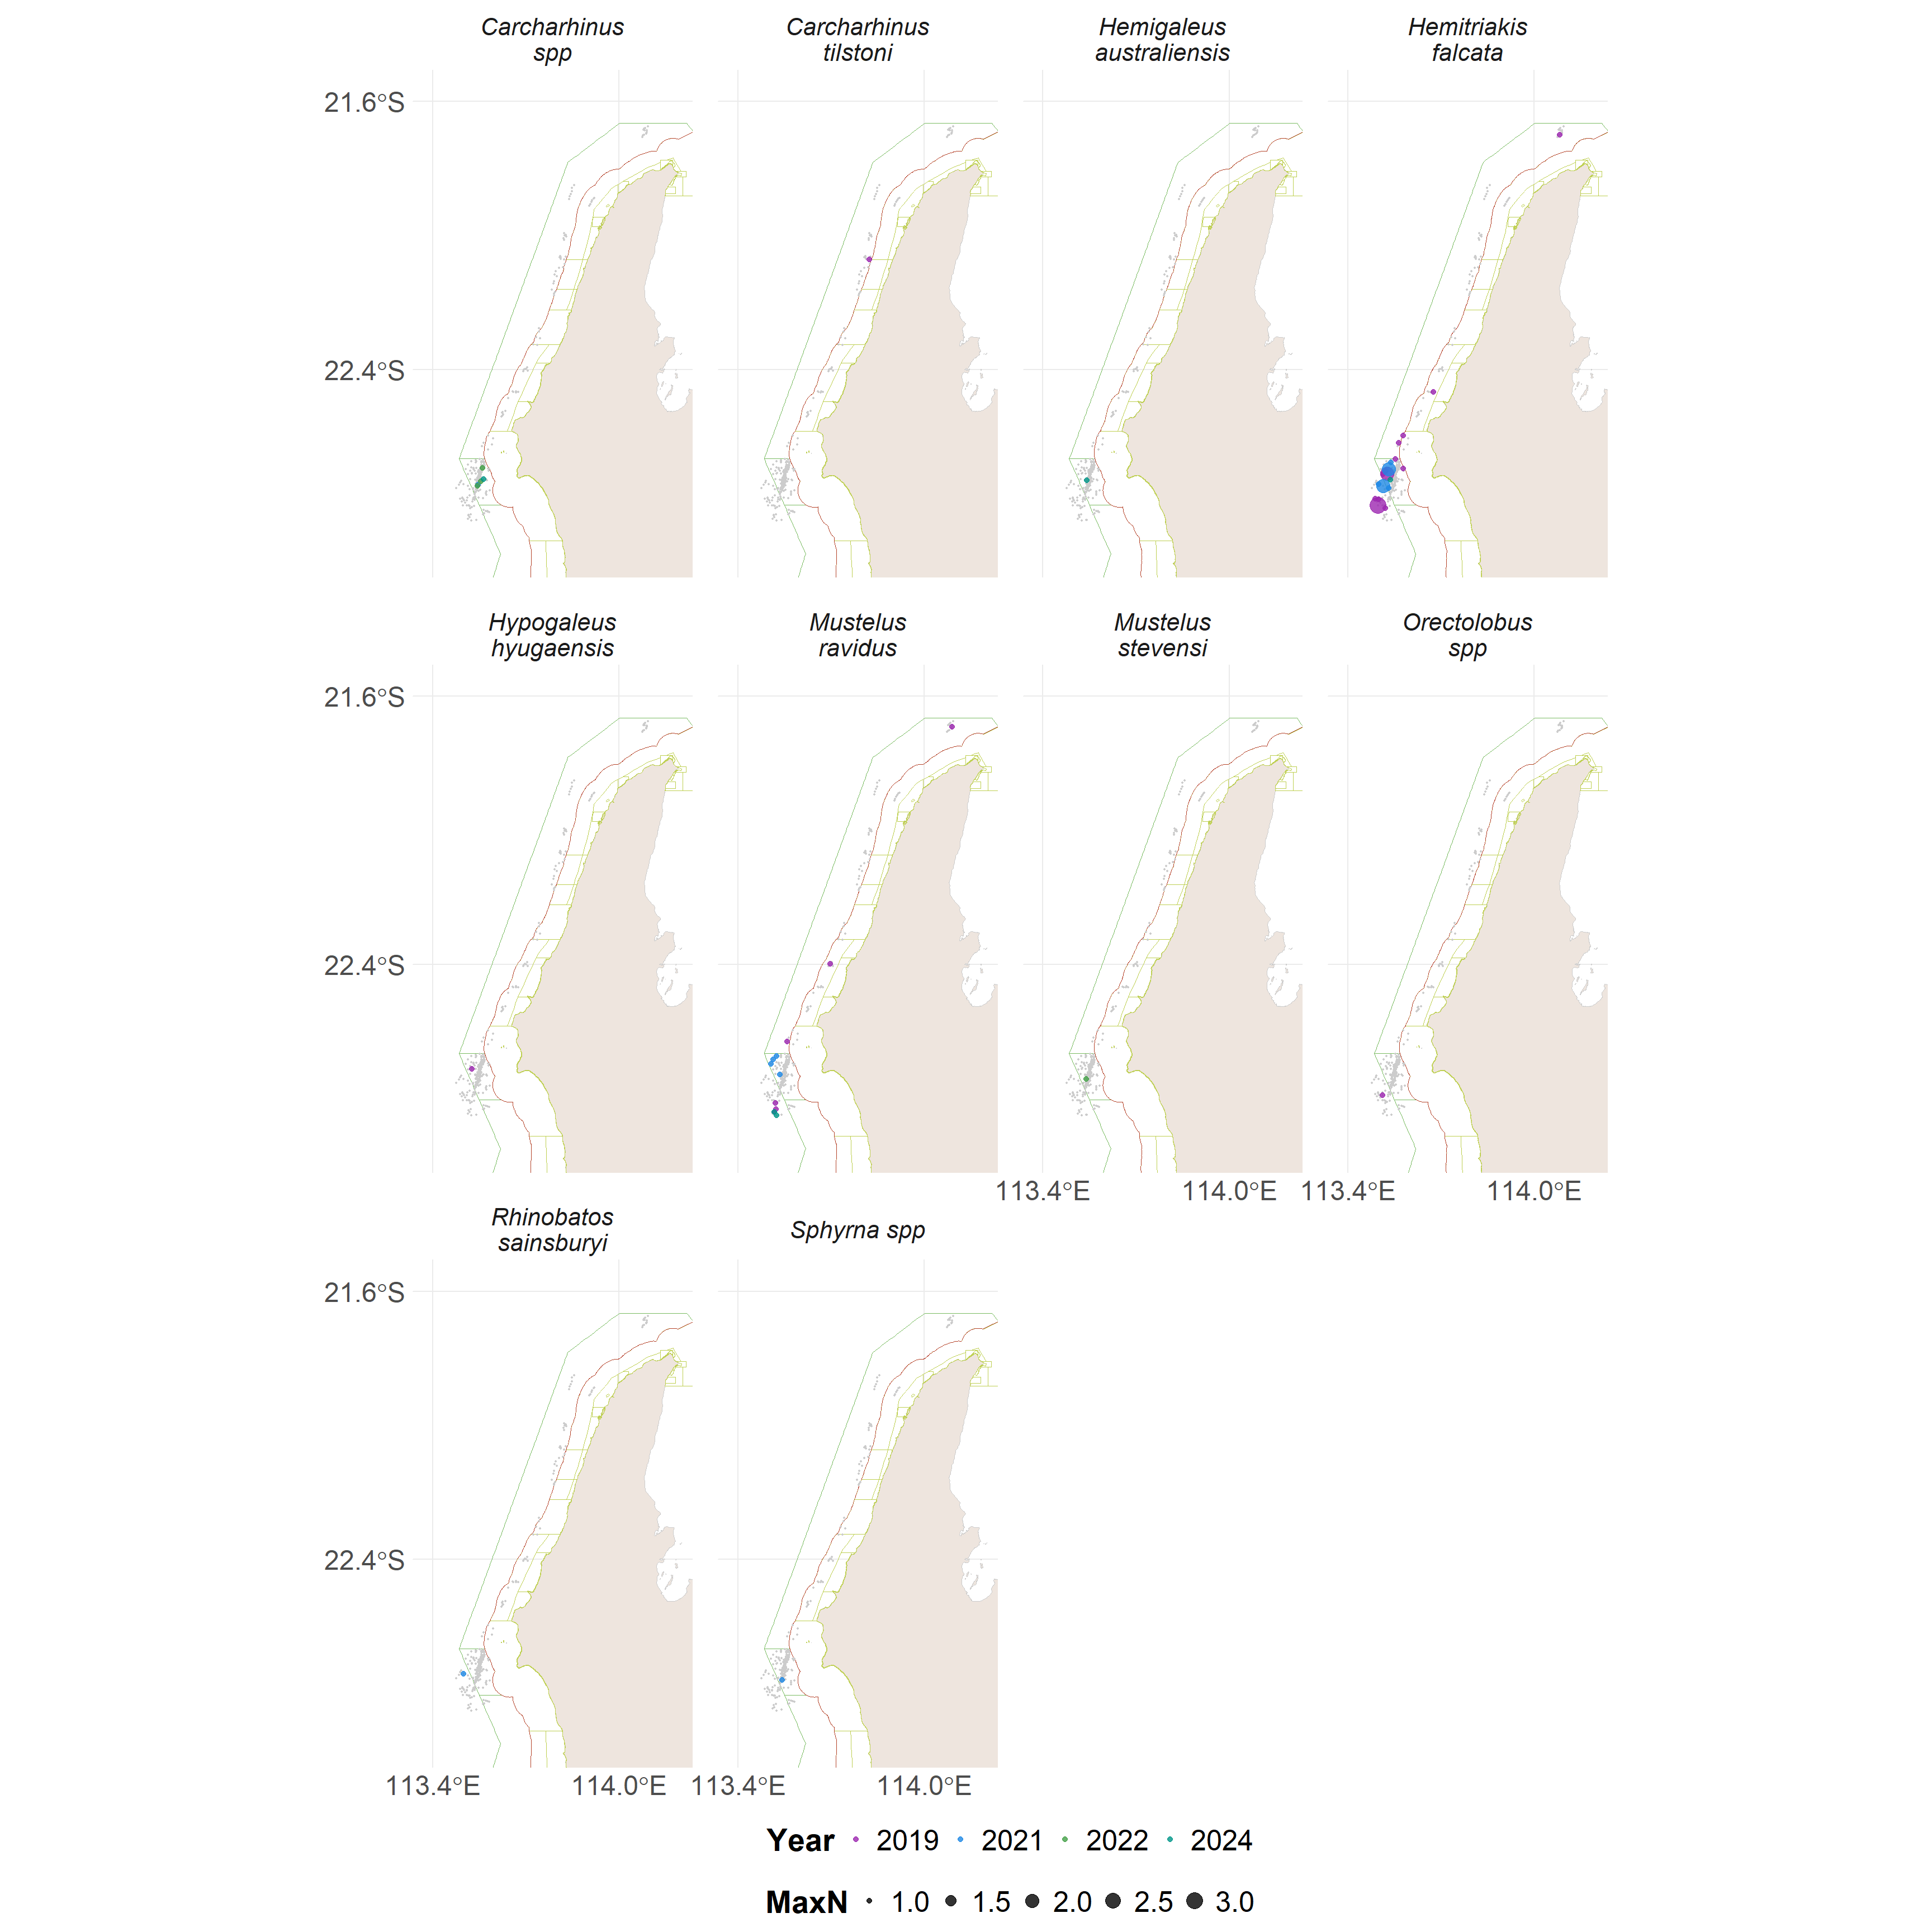 Carcharhinus
spp
Carcharhinus
tilstoni
Hemigaleus
australiensis
Hemitriakis
falcata
21.6°S
22.4°S
Hypogaleus
hyugaensis
Mustelus
ravidus
Mustelus
stevensi
Orectolobus
spp
21.6°S
22.4°S
113.4°E 114.0°E 113.4°E 114.0°E
Rhinobatos
sainsburyi
Sphyrna spp
21.6°S
22.4°S
113.4°E 114.0°E 113.4°E 114.0°E
Year 2019 2021 2022 2024
MaxN 1.0 1.5 2.0 2.5 3.0